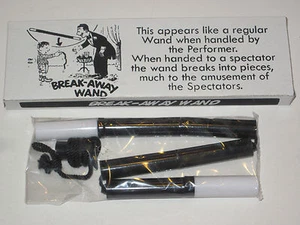 This appears like a regular
Wand when handled by
the Performer.
When handed to a spectator
the wand breaks into pieces,
much to the amusement of
the Spectators.
BREAK-AWAY
WAND
BREAK-AWAY WAND